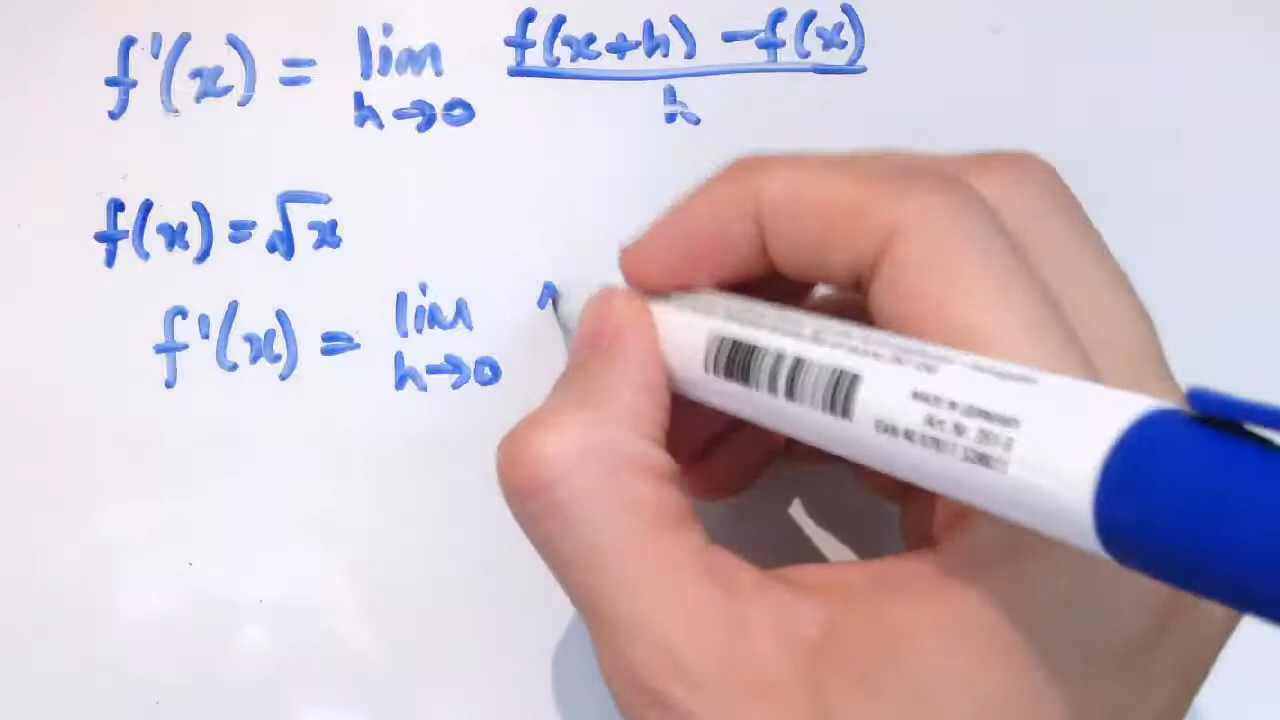 f'(x) = lim h→0 f(x+h) - f(x) / h
f(x) = √x
f'(x) = lim h→0